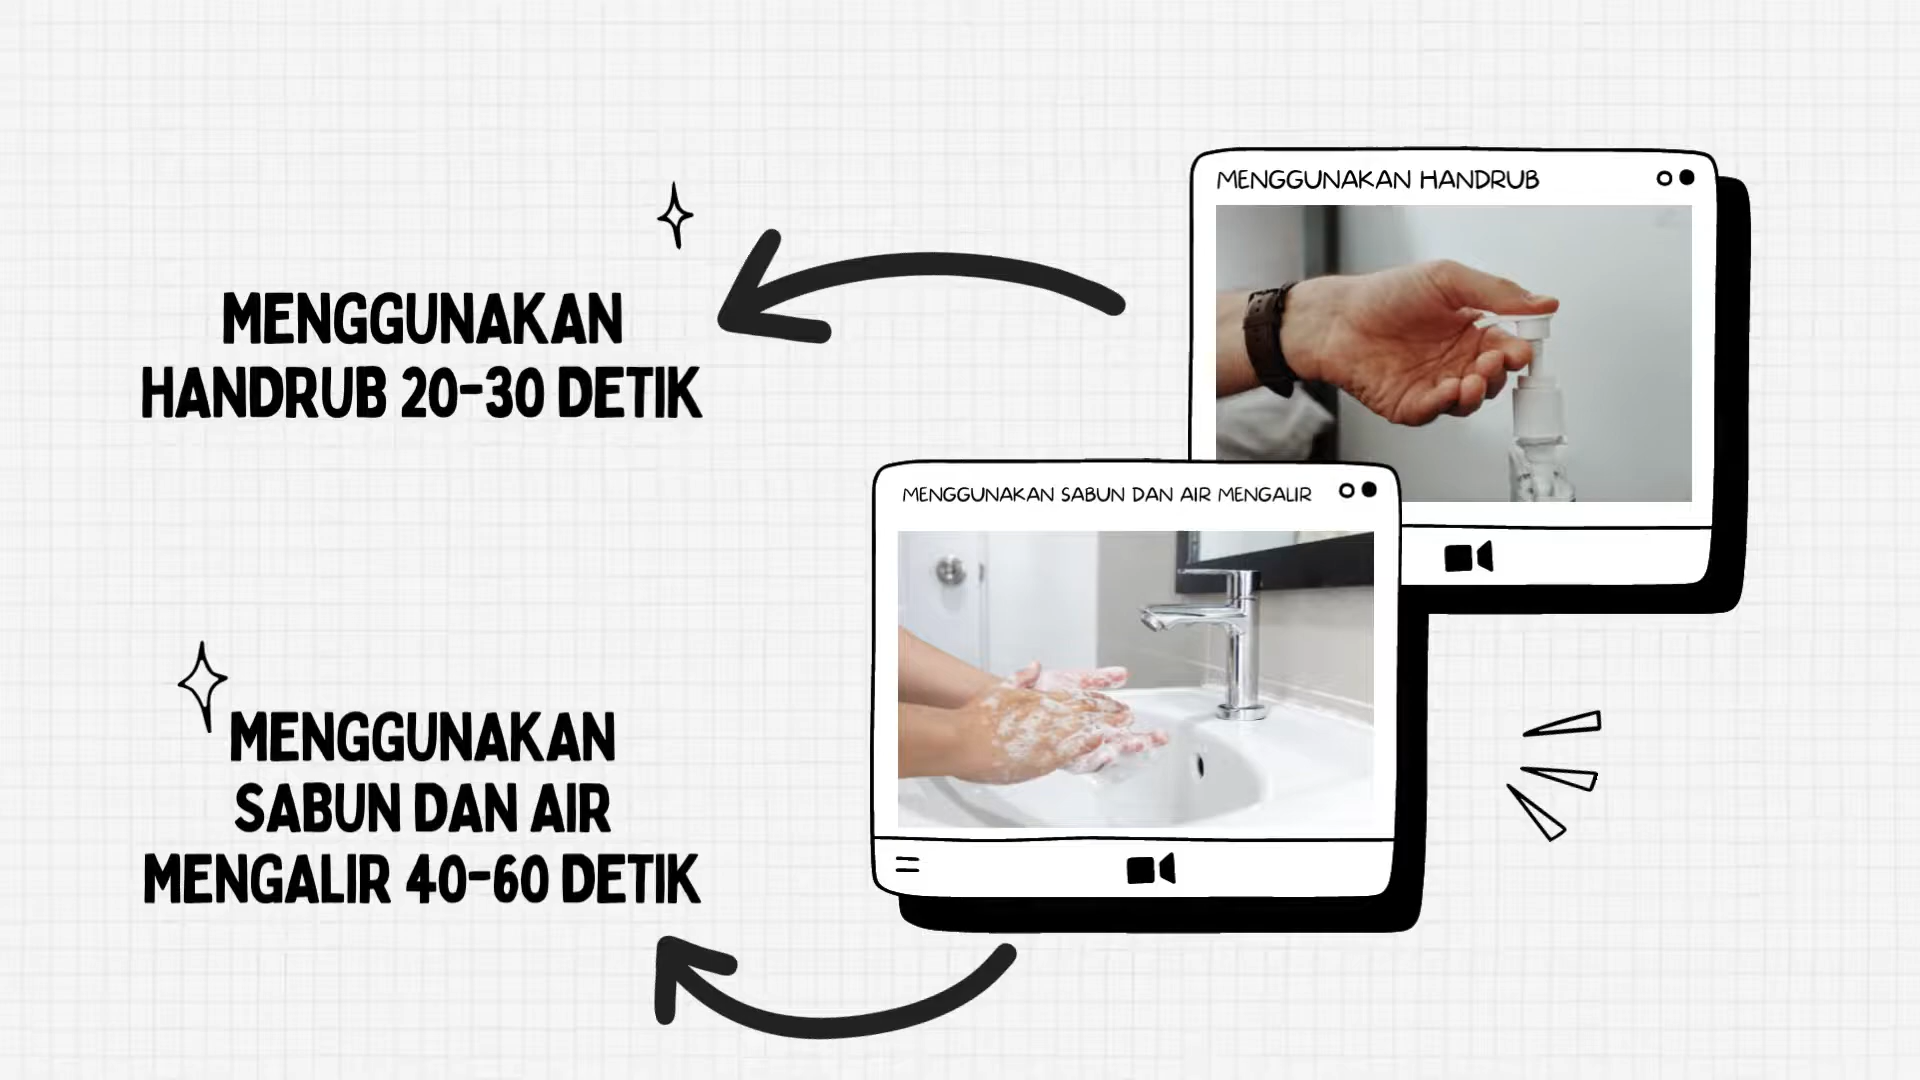 MENGGUNAKAN
HANDRUB 20-30 DETIK
MENGGUNAKAN HANDRUB
MENGGUNAKAN SABUN DAN AIR MENGALIR
MENGGUNAKAN
SABUN DAN AIR
MENGALIR 40-60 DETIK